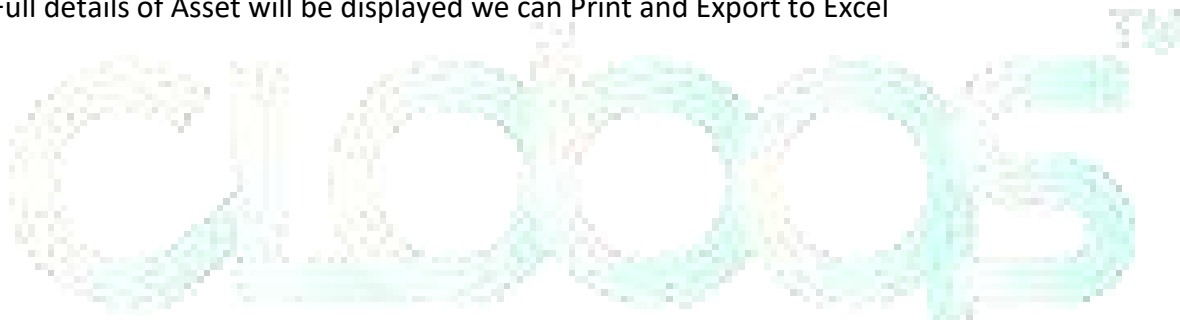 Full details of Asset will be displayed we can Print and Export to Excel